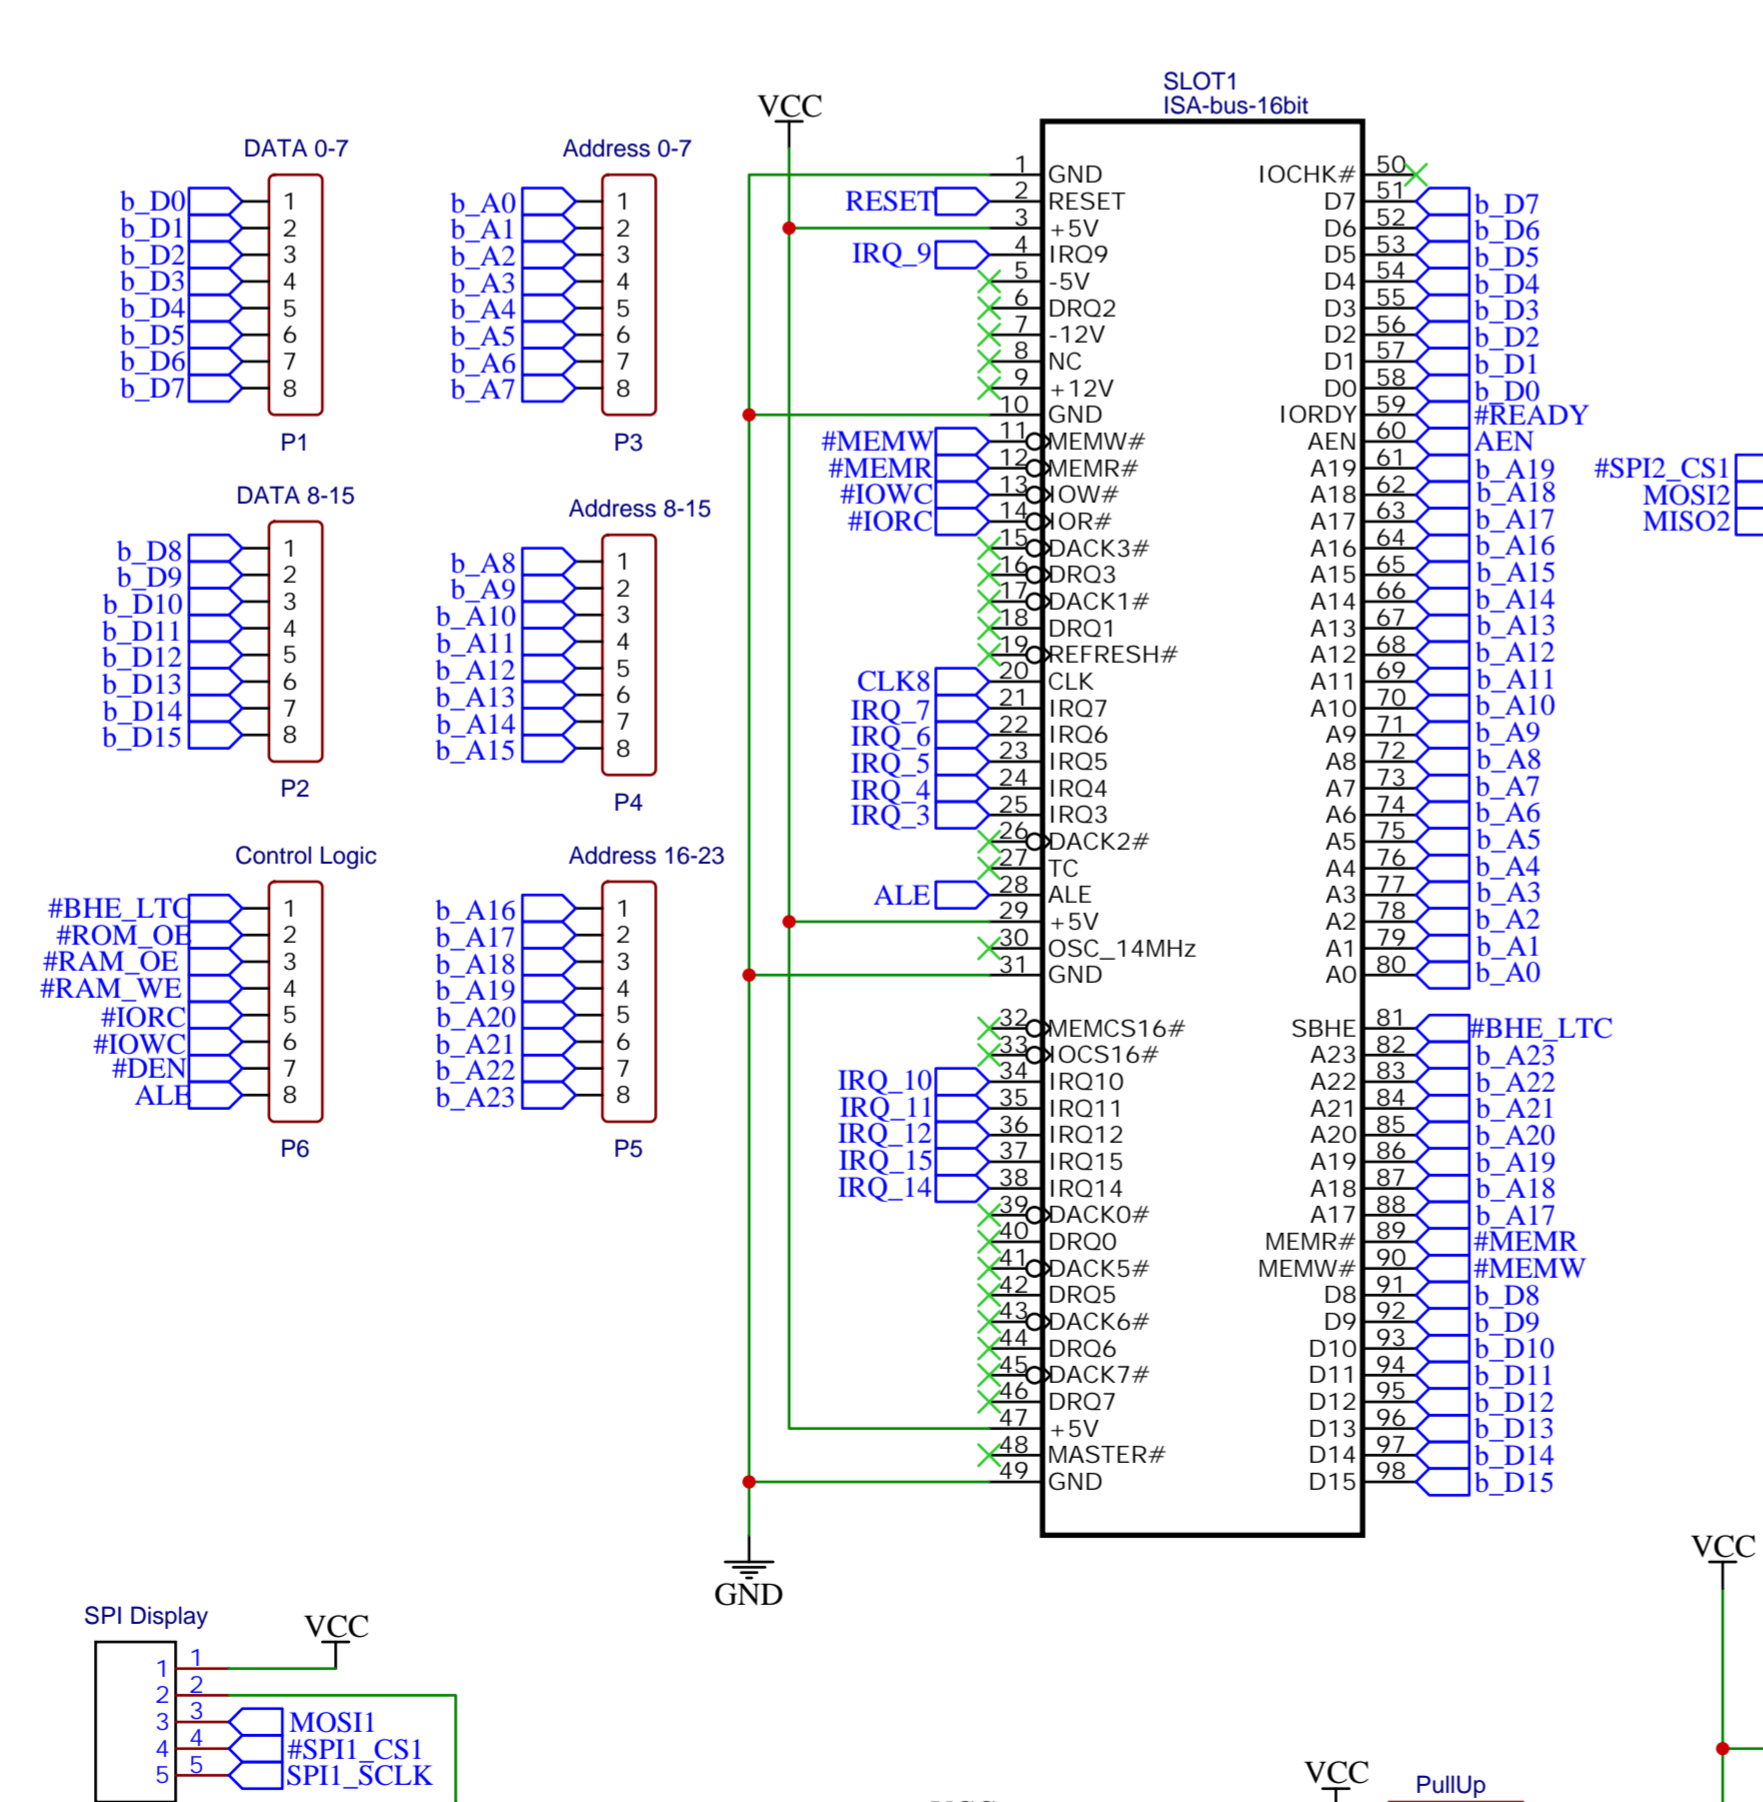 SLOT1
ISA-bus-16bit
VCC
DATA 0-7
b_D0 1
b_D1 2
b_D2 3
b_D3 4
b_D4 5
b_D5 6
b_D6 7
b_D7 8
P1
Address 0-7
b_A0 1
b_A1 2
b_A2 3
b_A3 4
b_A4 5
b_A5 6
b_A6 7
b_A7 8
P3
DATA 8-15
b_D8 1
b_D9 2
b_D10 3
b_D11 4
b_D12 5
b_D13 6
b_D14 7
b_D15 8
P2
Address 8-15
b_A8 1
b_A9 2
b_A10 3
b_A11 4
b_A12 5
b_A13 6
b_A14 7
b_A15 8
P4
Control Logic
#BHE_LTC 1
#ROM_OE 2
#RAM_OE 3
#RAM_WE 4
#IORC 5
#IOWC 6
#DEN 7
ALE 8
P6
Address 16-23
b_A16 1
b_A17 2
b_A18 3
b_A19 4
b_A20 5
b_A21 6
b_A22 7
b_A23 8
P5
1 GND
RESET 2 RESET
3 +5V
IRQ_9 4 IRQ9
5 -5V
6 DRQ2
7 -12V
8 NC
9 +12V
10 GND
#MEMW 11 MEMW#
#MEMR 12 MEMR#
#IOWC 13 IOW#
#IORC 14 IOR#
15 DACK3#
16 DRQ3
17 DACK1#
18 DRQ1
19 REFRESH#
CLK8 20 CLK
IRQ_7 21 IRQ7
IRQ_6 22 IRQ6
IRQ_5 23 IRQ5
IRQ_4 24 IRQ4
IRQ_3 25 IRQ3
26 DACK2#
27 TC
ALE 28 ALE
29 +5V
30 OSC_14MHz
31 GND
32 MEMCS16#
33 IOCS16#
IRQ_10 34 IRQ10
IRQ_11 35 IRQ11
IRQ_12 36 IRQ12
IRQ_15 37 IRQ15
IRQ_14 38 IRQ14
39 DACK0#
40 DRQ0
41 DACK5#
42 DRQ5
43 DACK6#
44 DRQ6
45 DACK7#
46 DRQ7
47 +5V
48 MASTER#
49 GND
GND
IOCHK# 50
D7 51 b_D7
D6 52 b_D6
D5 53 b_D5
D4 54 b_D4
D3 55 b_D3
D2 56 b_D2
D1 57 b_D1
D0 58 b_D0
IORDY 59 #READY
AEN 60 AEN
A19 61 b_A19
A18 62 b_A18
A17 63 b_A17
A16 64 b_A16
A15 65 b_A15
A14 66 b_A14
A13 67 b_A13
A12 68 b_A12
A11 69 b_A11
A10 70 b_A10
A9 71 b_A9
A8 72 b_A8
A7 73 b_A7
A6 74 b_A6
A5 75 b_A5
A4 76 b_A4
A3 77 b_A3
A2 78 b_A2
A1 79 b_A1
A0 80 b_A0
SBHE 81 #BHE_LTC
A23 82 b_A23
A22 83 b_A22
A21 84 b_A21
A20 85 b_A20
A19 86 b_A19
A18 87 b_A18
A17 88 b_A17
MEMR# 89 #MEMR
MEMW# 90 #MEMW
D8 91 b_D8
D9 92 b_D9
D10 93 b_D10
D11 94 b_D11
D12 95 b_D12
D13 96 b_D13
D14 97 b_D14
D15 98 b_D15
#SPI2_CS1
MOSI2
MISO2
VCC
SPI Display
VCC
1 1
2 2
3 3 MOSI1
4 4 #SPI1_CS1
5 5 SPI1_SCLK
VCC
PullUp